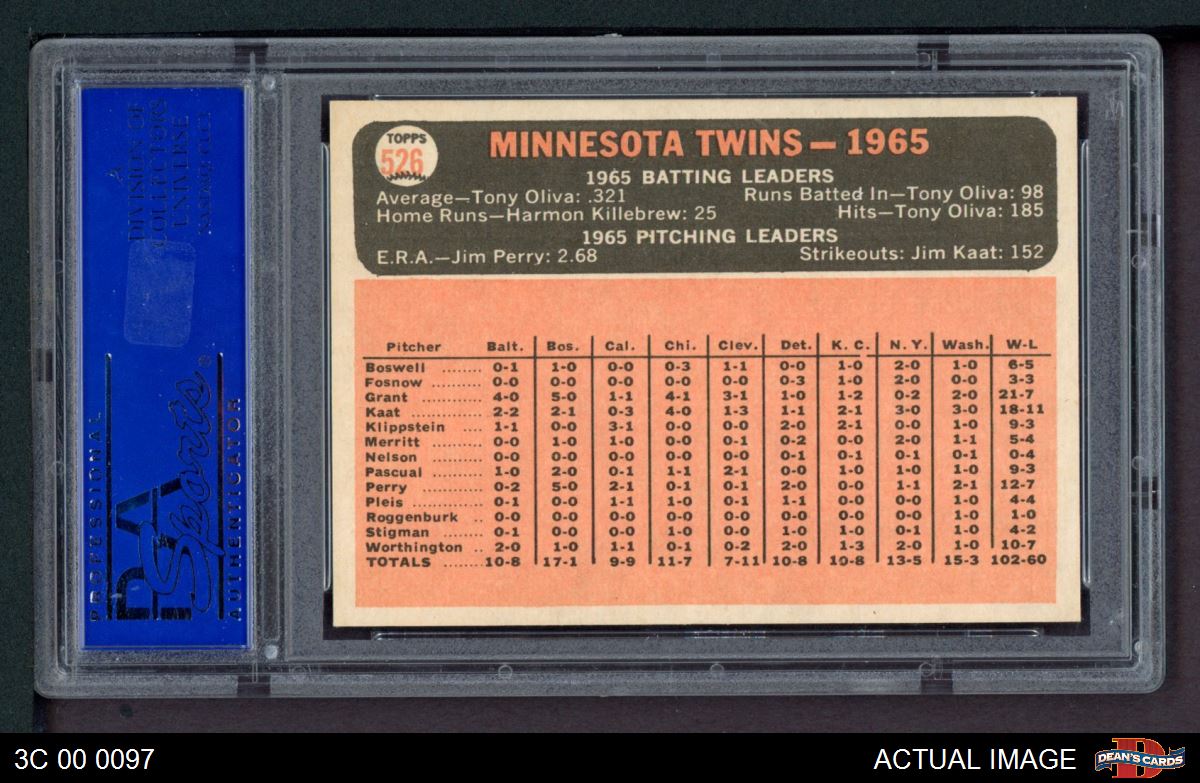 DIVISION OF
COLLECTORS
UNIVERSE
NASDAQ: CLCT
PROFESSIONAL
PSA
Sports
AUTHENTICATOR
®
TOPPS
526
MINNESOTA TWINS — 1965
1965 BATTING LEADERS
Average—Tony Oliva: .321 Runs Batted In—Tony Oliva: 98
Home Runs—Harmon Killebrew: 25 Hits—Tony Oliva: 185
1965 PITCHING LEADERS
E.R.A.—Jim Perry: 2.68 Strikeouts: Jim Kaat: 152
Pitcher Balt. Bos. Cal. Chi. Clev. Det. K. C. N. Y. Wash. W-L
Boswell ........ 0-1 1-0 0-0 0-3 1-1 0-0 1-0 2-0 1-0 6-5
Fosnow ........ 0-0 0-0 0-0 0-0 0-0 0-3 1-0 2-0 0-0 3-3
Grant ........ 4-0 5-0 1-1 4-1 3-1 1-0 1-2 0-2 2-0 21-7
Kaat ........ 2-2 2-1 0-3 4-0 1-3 1-1 2-1 3-0 3-0 18-11
Klippstein .... 1-1 0-0 3-1 0-0 0-0 2-0 2-1 0-0 1-0 9-3
Merritt ........ 0-0 1-0 1-0 0-0 0-1 0-2 0-0 2-0 1-1 5-4
Nelson ........ 0-0 0-0 0-0 0-0 0-0 0-1 0-1 0-1 0-1 0-4
Pascual ........ 1-0 2-0 0-1 1-1 2-1 0-0 1-0 1-0 1-0 9-3
Perry ........ 0-2 5-0 2-1 0-1 0-1 2-0 0-0 1-1 2-1 12-7
Pleis ........ 0-1 0-0 1-1 1-0 0-1 1-1 0-0 0-0 1-0 4-4
Roggenburk .. 0-0 0-0 0-0 0-0 0-0 0-0 0-0 0-0 1-0 1-0
Stigman ........ 0-1 0-0 0-0 1-0 0-0 1-0 1-0 0-1 1-0 4-2
Worthington .. 2-0 1-0 1-1 0-1 0-2 2-0 1-3 2-0 1-0 10-7
TOTALS ........ 10-8 17-1 9-9 11-7 7-11 10-8 10-8 13-5 15-3 102-60
3C 00 0097
ACTUAL IMAGE
D
DEAN'S CARDS